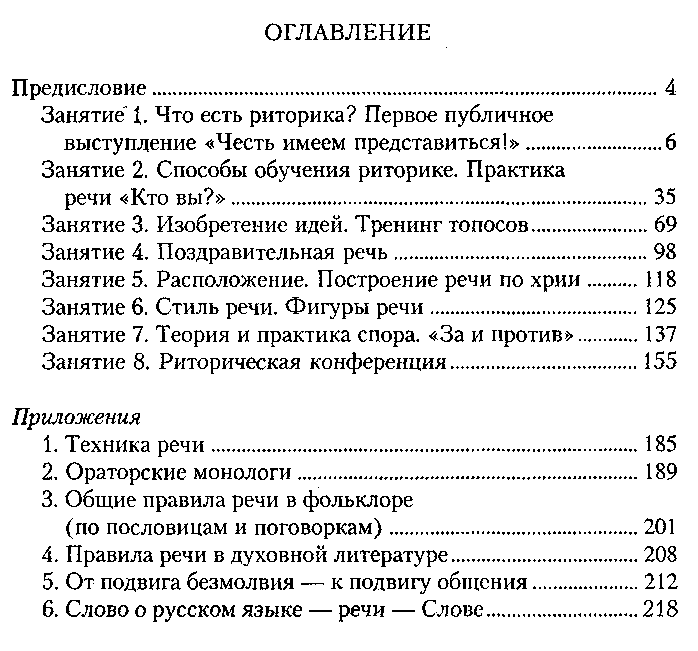 ОГЛАВЛЕНИЕ
Предисловие ..... 4
Занятие 1. Что есть риторика? Первое публичное
выступление «Честь имеем представиться!» ..... 6
Занятие 2. Способы обучения риторике. Практика
речи «Кто вы?» ..... 35
Занятие 3. Изобретение идей. Тренинг топосов ..... 69
Занятие 4. Поздравительная речь ..... 98
Занятие 5. Расположение. Построение речи по хрии ..... 118
Занятие 6. Стиль речи. Фигуры речи ..... 125
Занятие 7. Теория и практика спора. «За и против» ..... 137
Занятие 8. Риторическая конференция ..... 155
Приложения
1. Техника речи ..... 185
2. Ораторские монологи ..... 189
3. Общие правила речи в фольклоре
(по пословицам и поговоркам) ..... 201
4. Правила речи в духовной литературе ..... 208
5. От подвига безмолвия — к подвигу общения ..... 212
6. Слово о русском языке — речи — Слове ..... 218